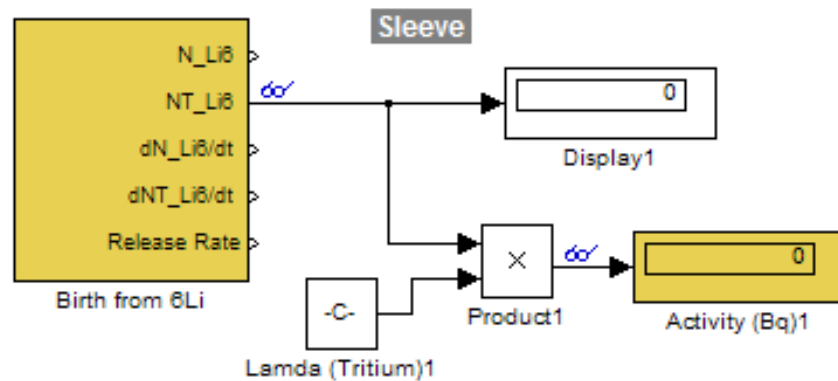 Sleeve
N_Li6
NT_Li6
dN_Li6/dt
dNT_Li6/dt
Release Rate
Birth from 6Li
0
Display1
×
Product1
-C-
Lamda (Tritium)1
0
Activity (Bq)1